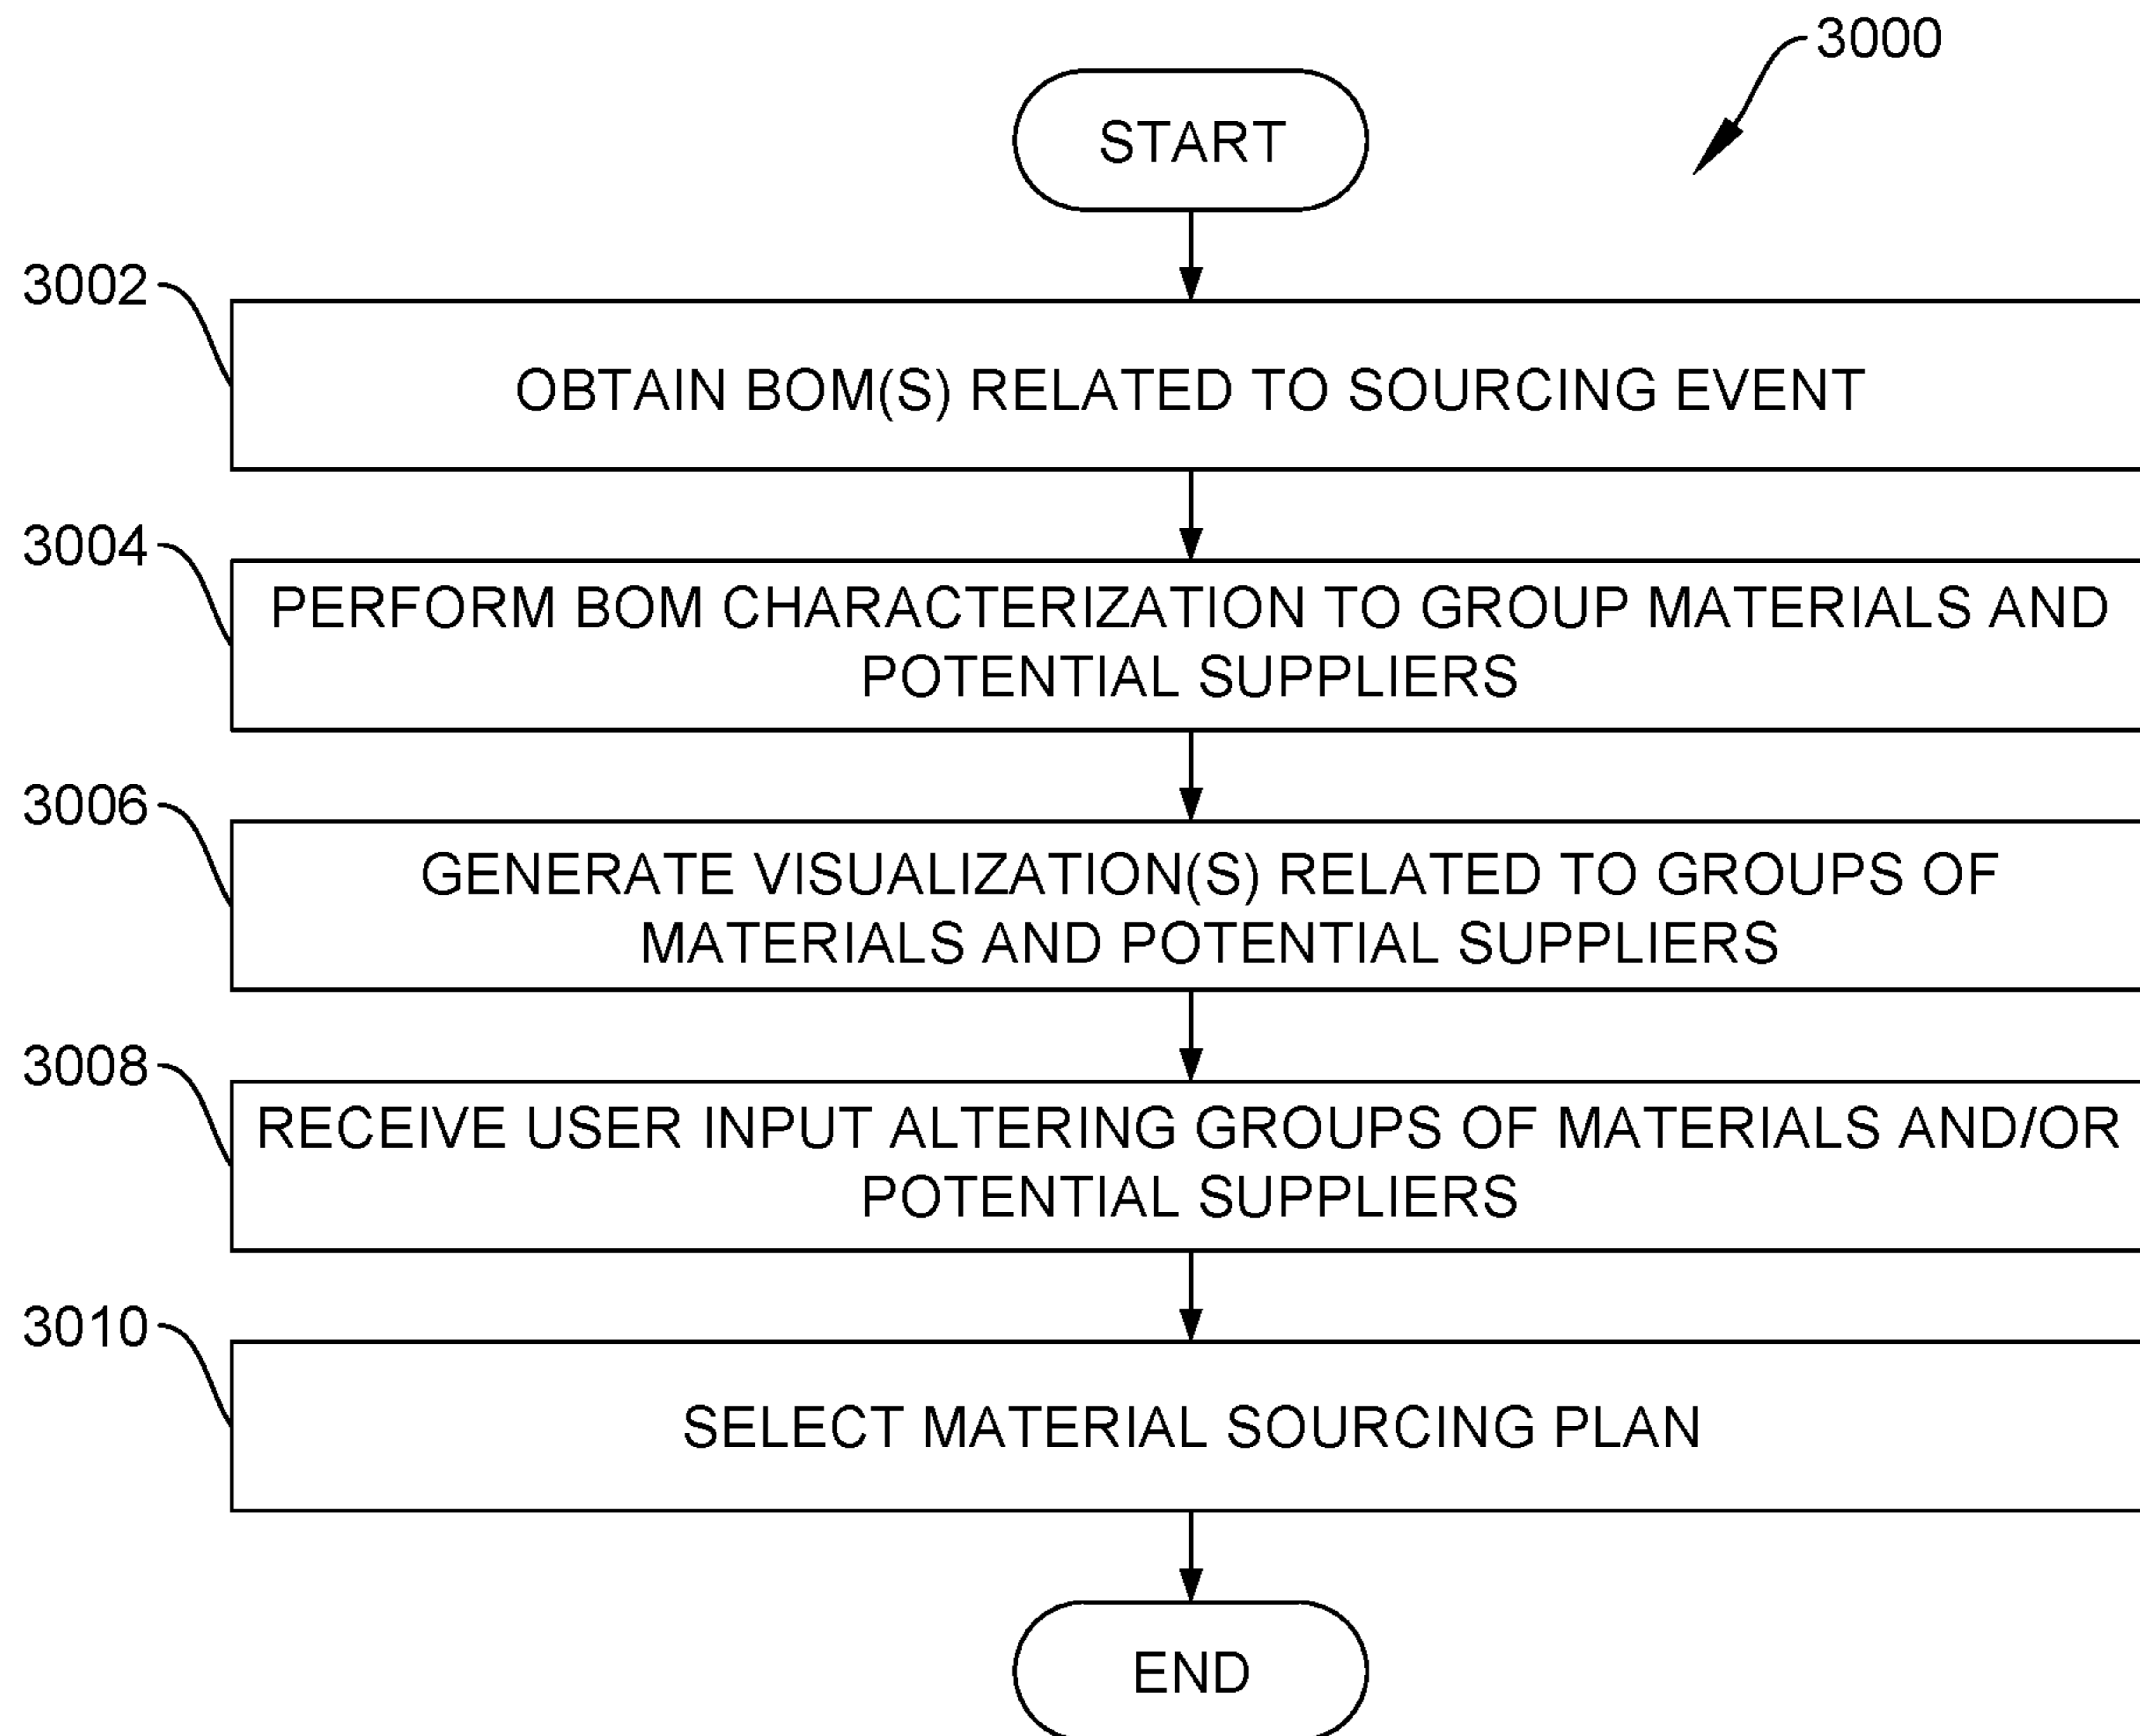 3000
START
3002
OBTAIN BOM(S) RELATED TO SOURCING EVENT
3004
PERFORM BOM CHARACTERIZATION TO GROUP MATERIALS AND
POTENTIAL SUPPLIERS
3006
GENERATE VISUALIZATION(S) RELATED TO GROUPS OF
MATERIALS AND POTENTIAL SUPPLIERS
3008
RECEIVE USER INPUT ALTERING GROUPS OF MATERIALS AND/OR
POTENTIAL SUPPLIERS
3010
SELECT MATERIAL SOURCING PLAN
END